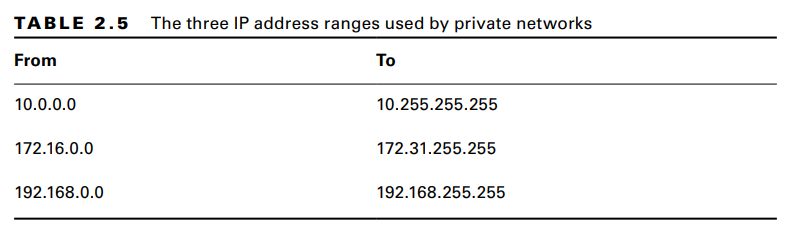 TABLE 2.5 The three IP address ranges used by private networks
From To
10.0.0.0 10.255.255.255
172.16.0.0 172.31.255.255
192.168.0.0 192.168.255.255